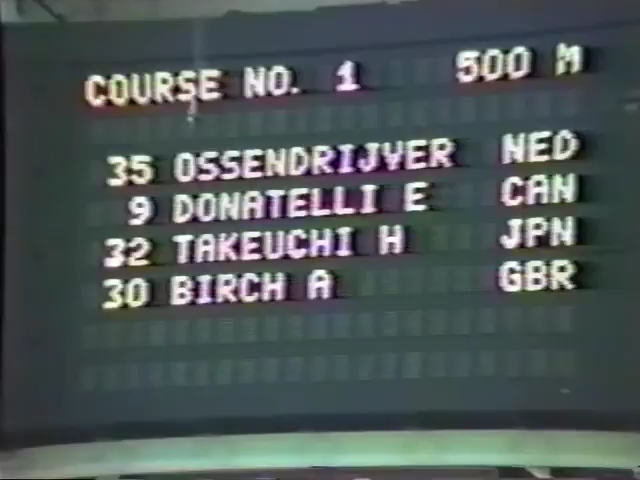 COURSE NO. 1 500 M
35 OSSENDRIJVER NED
9 DONATELLI E CAN
32 TAKEUCHI H JPN
30 BIRCH A GBR